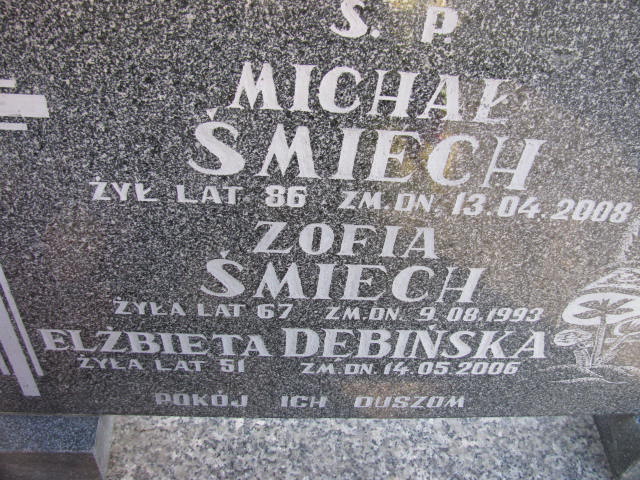 Ś. P
MICHAŁ
ŚMIECH
ŻYŁ LAT 86 ZM.DN. 13.04.2008
ZOFIA
ŚMIECH
ŻYŁA LAT 67 ZM.DN. 9.08.1993
ELŻBIETA DEBIŃSKA
ŻYŁA LAT 51 ZM.DN. 14.05.2006
POKÓJ ICH DUSZOM